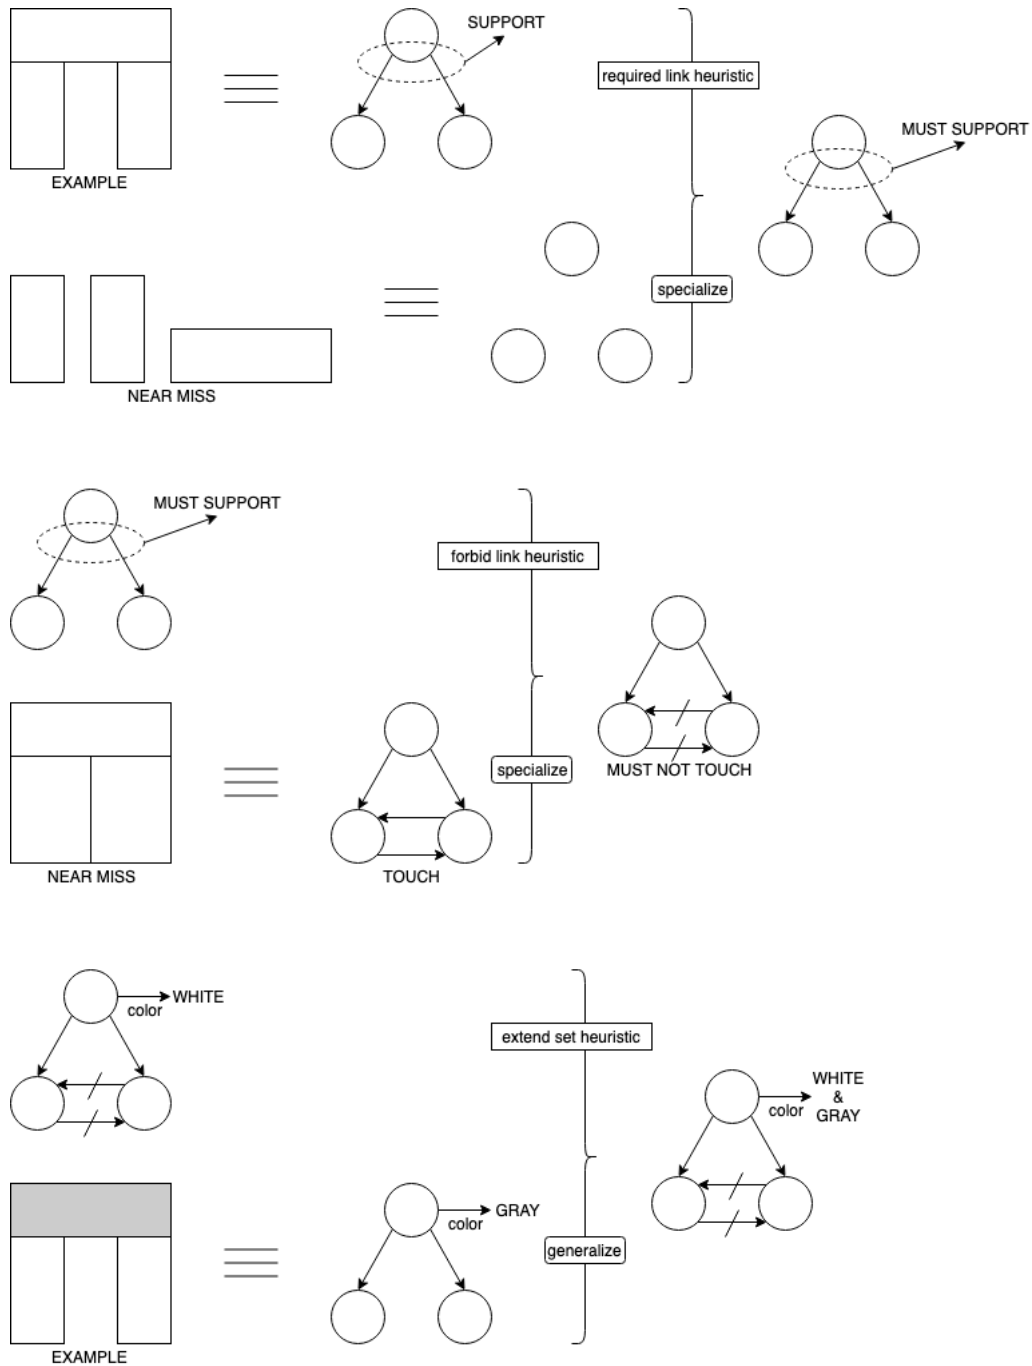 SUPPORT
required link heuristic
MUST SUPPORT
EXAMPLE
specialize
NEAR MISS
MUST SUPPORT
forbid link heuristic
specialize
MUST NOT TOUCH
NEAR MISS
TOUCH
WHITE
color
extend set heuristic
WHITE
&
GRAY
color
GRAY
color
generalize
EXAMPLE